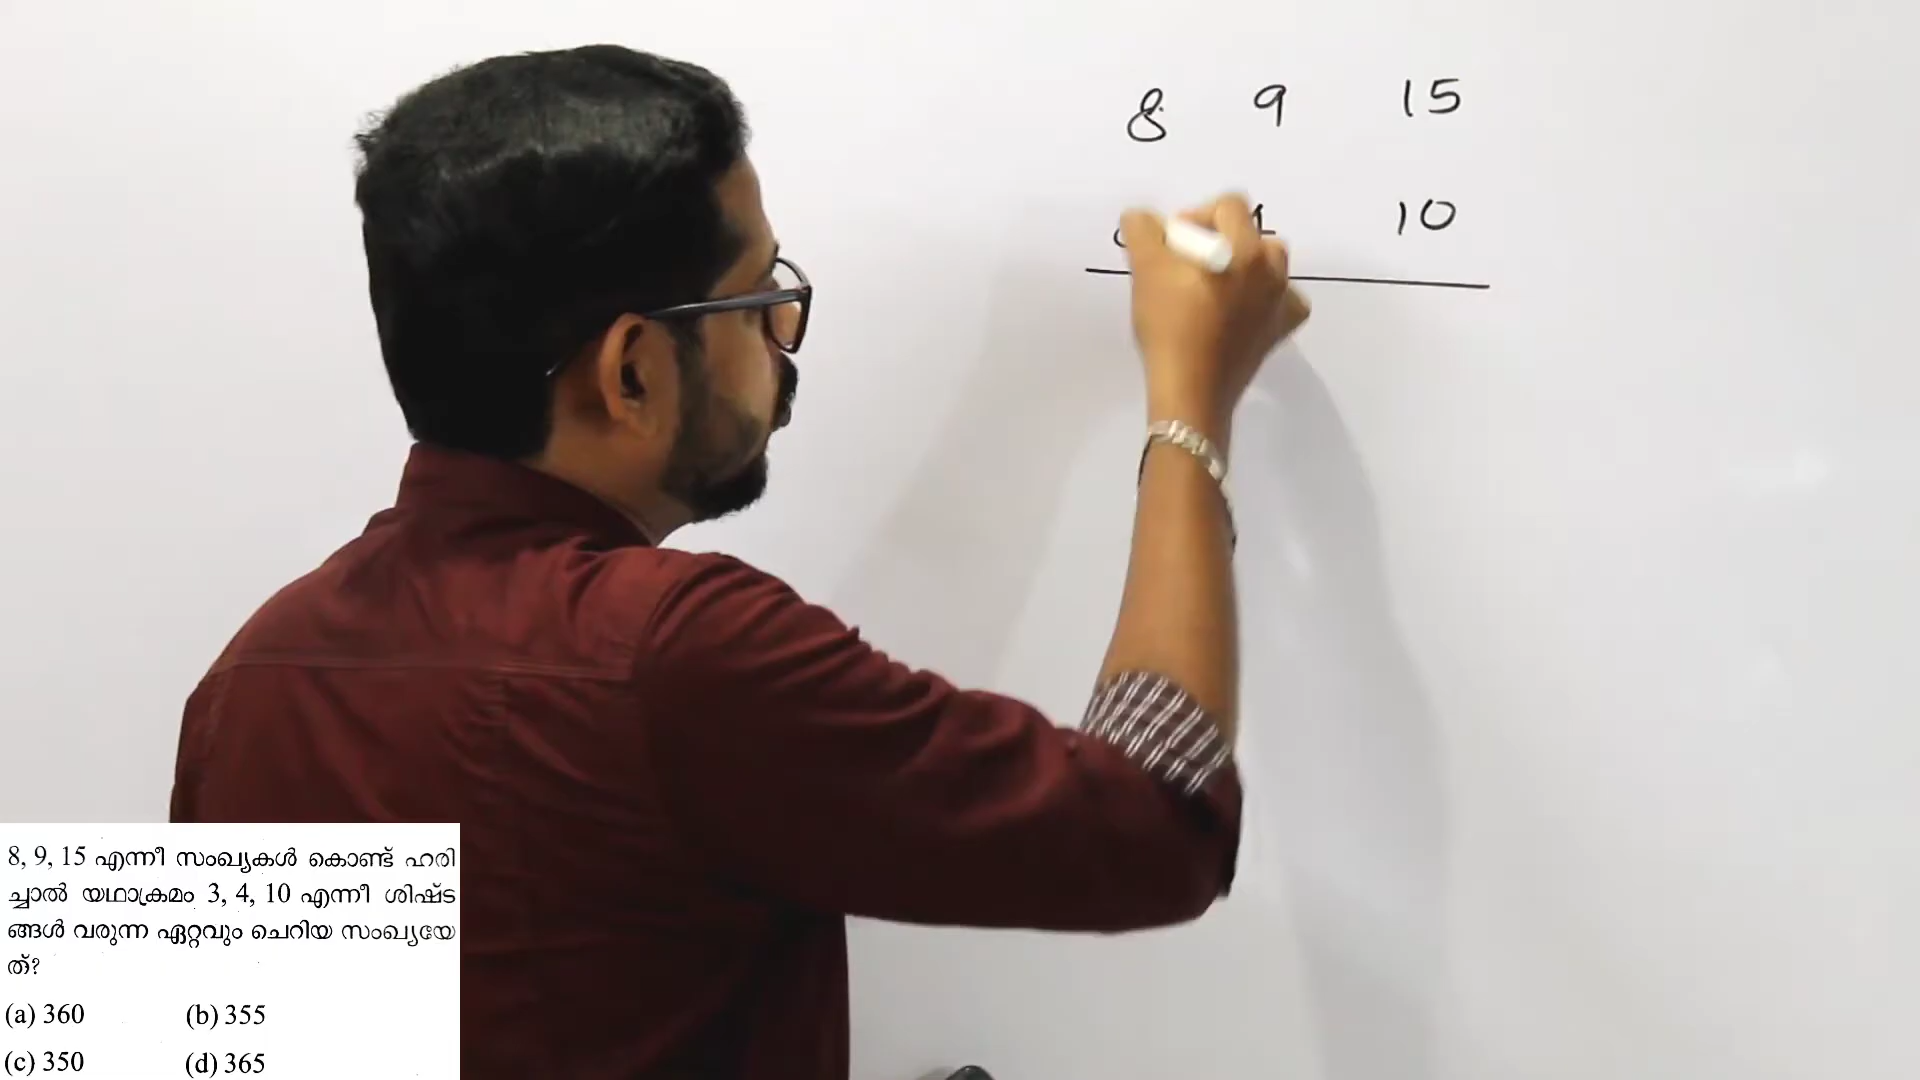 8 9 15
10
8, 9, 15 എന്നീ സംഖ്യകൾ കൊണ്ട് ഹരി
ച്ചാൽ യഥാക്രമം 3, 4, 10 എന്നീ ശിഷ്ട
ങ്ങൾ വരുന്ന ഏറ്റവും ചെറിയ സംഖ്യയേ
ത്?
(a) 360 (b) 355
(c) 350 (d) 365